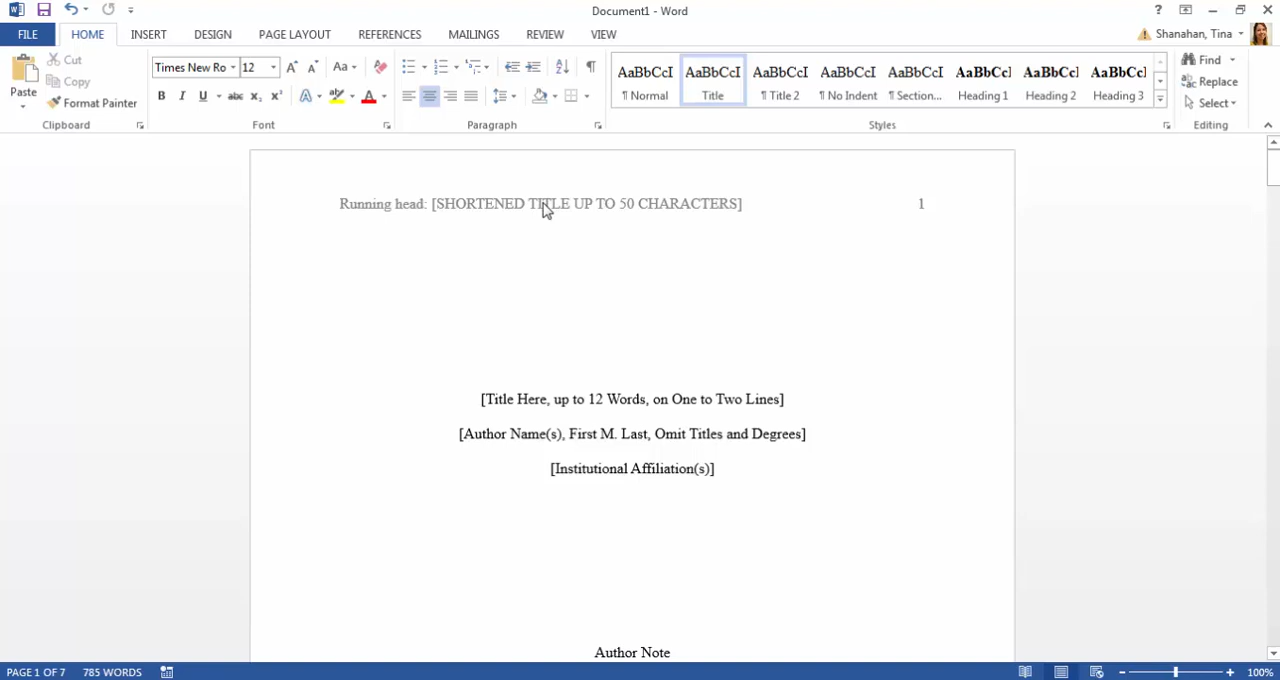 Document1 - Word
?
FILE HOME INSERT DESIGN PAGE LAYOUT REFERENCES MAILINGS REVIEW VIEW
Shanahan, Tina
Paste
Cut
Copy
Format Painter
Clipboard
Times New Ro 12 Aa
B I U abc x₂ x² A A
Font
Paragraph
AaBbCcI AaBbCcI AaBbCcI AaBbCcI AaBbCcI AaBbCcI AaBbCcI AaBbCcI
¶ Normal Title ¶ Title 2 ¶ No Indent ¶ Section... Heading 1 Heading 2 Heading 3
Styles
Find
Replace
Select
Editing
Running head: [SHORTENED TITLE UP TO 50 CHARACTERS] 1
[Title Here, up to 12 Words, on One to Two Lines]
[Author Name(s), First M. Last, Omit Titles and Degrees]
[Institutional Affiliation(s)]
Author Note
PAGE 1 OF 7 785 WORDS 100%